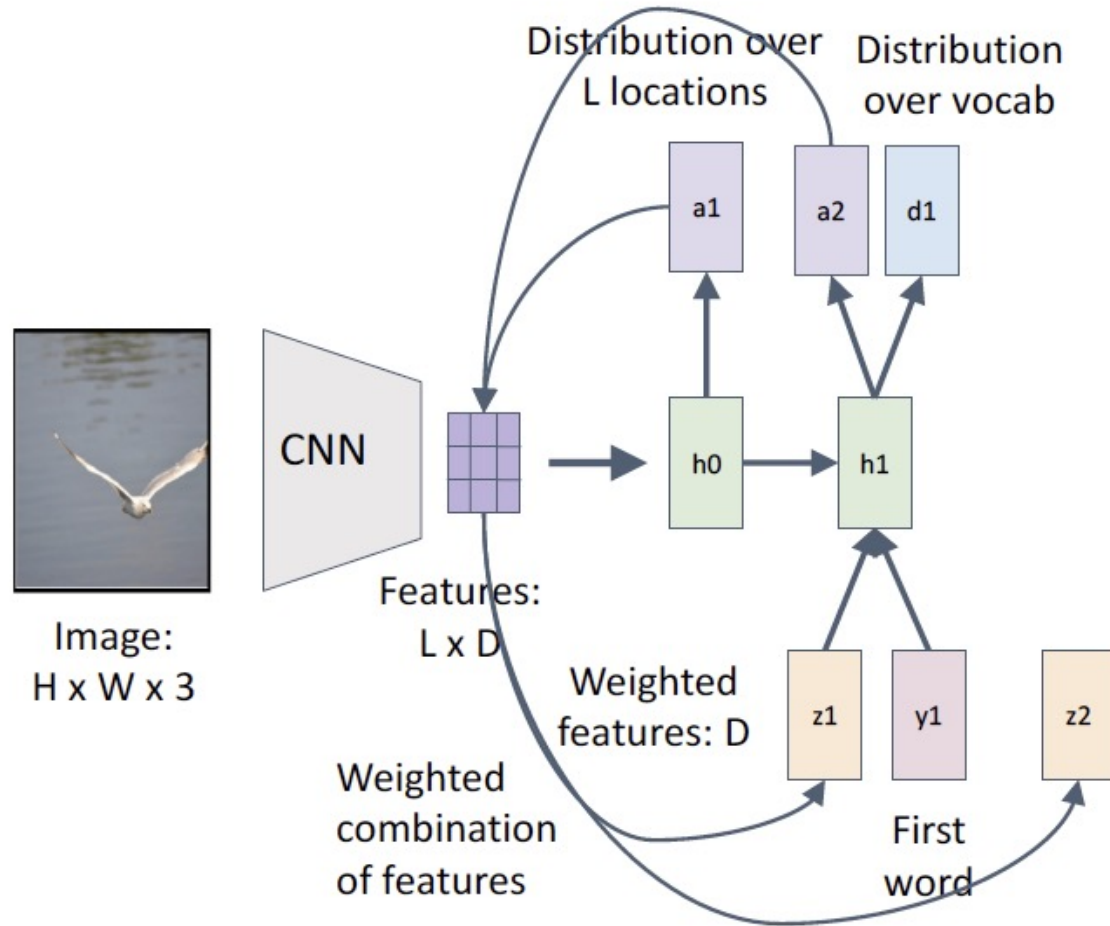 Distribution over
L locations
Distribution
over vocab
a1
a2
d1
CNN
h0
h1
Features:
L x D
Image:
H x W x 3
Weighted
features: D
z1
y1
z2
Weighted
combination
of features
First
word